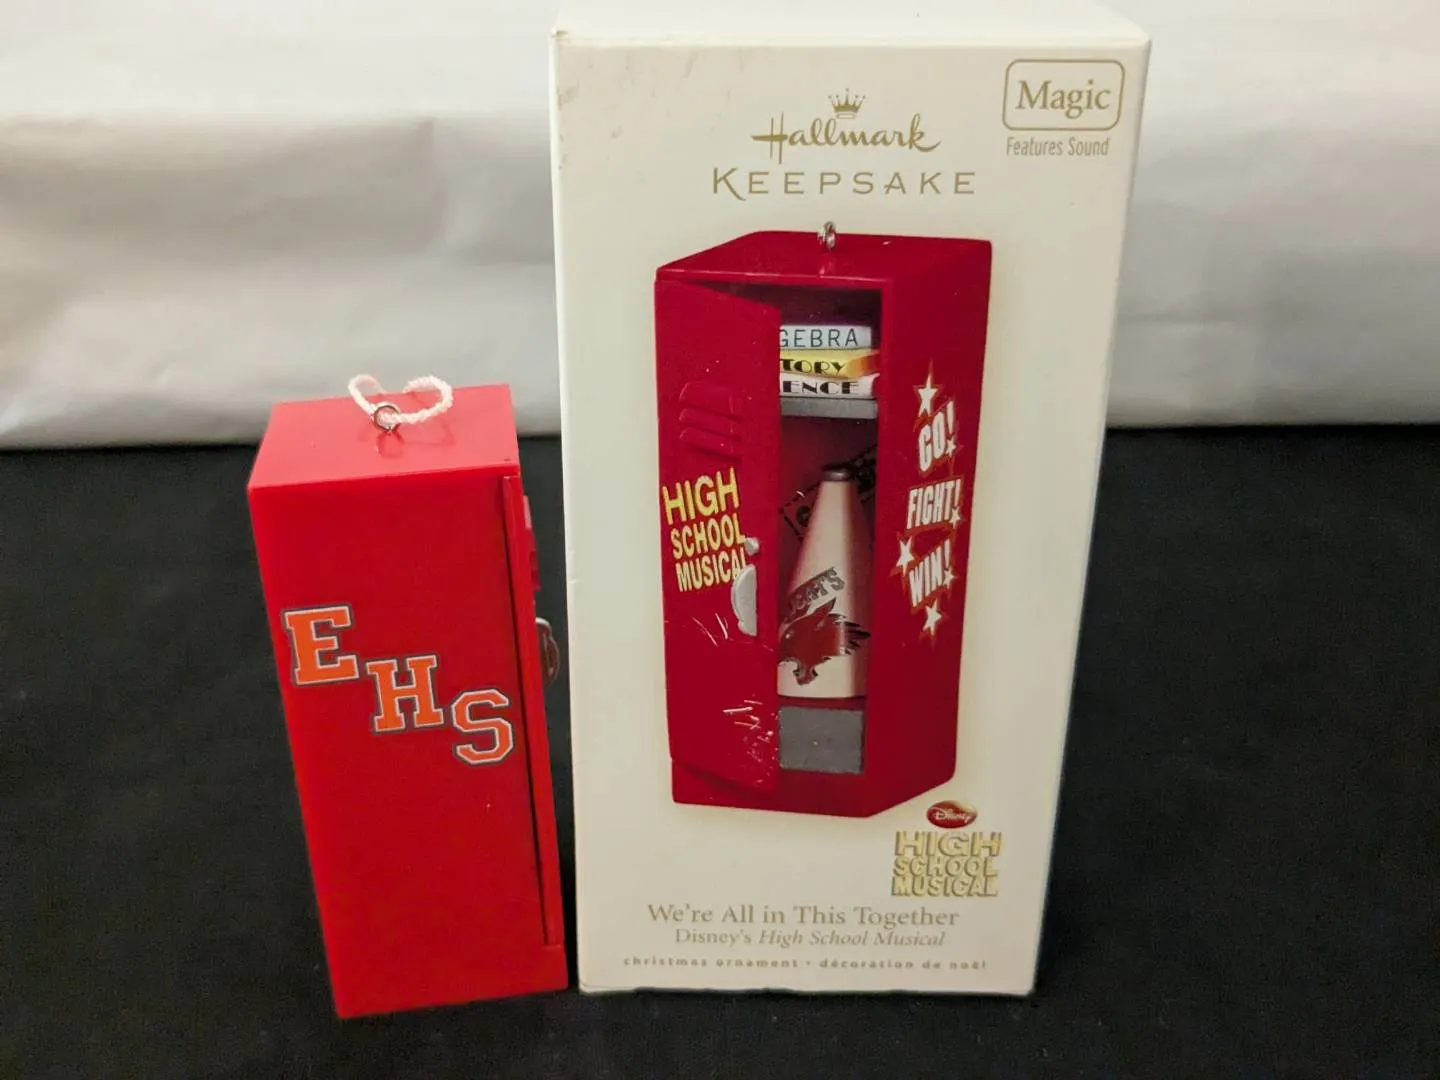 Hallmark
KEEPSAKE
Magic
Features Sound
GEBRA
TORY
ENCE
HIGH
SCHOOL
MUSICAL
GO!
FIGHT!
WIN!
E
H
S
Disney
HIGH
SCHOOL
MUSICAL
We're All in This Together
Disney's High School Musical
christmas ornament • décoration de noël